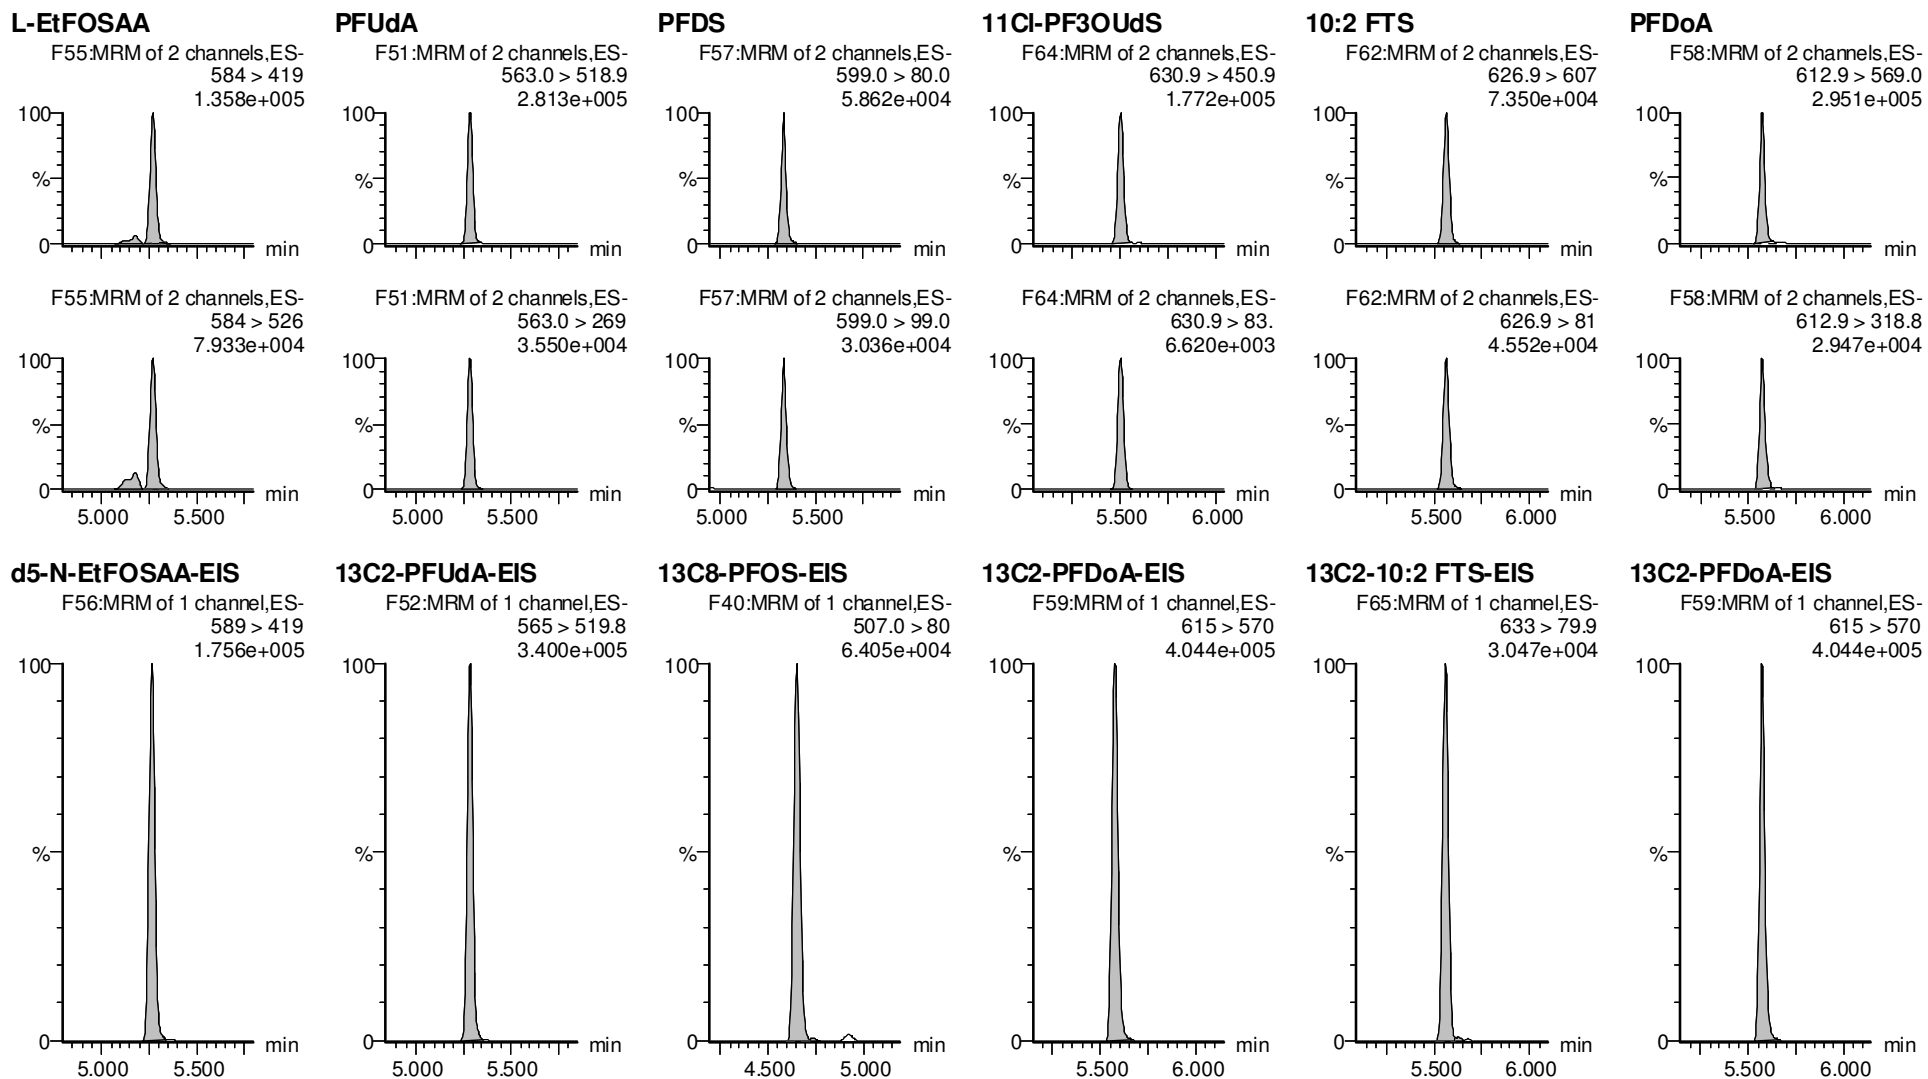 L-EtFOSAA
F55:MRM of 2 channels,ES-
584 > 419
1.358e+005
100
%
0
min
F55:MRM of 2 channels,ES-
584 > 526
7.933e+004
100
%
0
min
5.000 5.500
PFUdA
F51:MRM of 2 channels,ES-
563.0 > 518.9
2.813e+005
100
%
0
min
F51:MRM of 2 channels,ES-
563.0 > 269
3.550e+004
100
%
0
min
5.000 5.500
PFDS
F57:MRM of 2 channels,ES-
599.0 > 80.0
5.862e+004
100
%
0
min
F57:MRM of 2 channels,ES-
599.0 > 99.0
3.036e+004
100
%
0
min
5.000 5.500
11Cl-PF3OUdS
F64:MRM of 2 channels,ES-
630.9 > 450.9
1.772e+005
100
%
0
min
F64:MRM of 2 channels,ES-
630.9 > 83.
6.620e+003
100
%
0
min
5.500 6.000
10:2 FTS
F62:MRM of 2 channels,ES-
626.9 > 607
7.350e+004
100
%
0
min
F62:MRM of 2 channels,ES-
626.9 > 81
4.552e+004
100
%
0
min
5.500 6.000
PFDoA
F58:MRM of 2 channels,ES-
612.9 > 569.0
2.951e+005
100
%
0
min
F58:MRM of 2 channels,ES-
612.9 > 318.8
2.947e+004
100
%
0
min
5.500 6.000
d5-N-EtFOSAA-EIS
F56:MRM of 1 channel,ES-
589 > 419
1.756e+005
100
%
0
min
5.000 5.500
13C2-PFUdA-EIS
F52:MRM of 1 channel,ES-
565 > 519.8
3.400e+005
100
%
0
min
5.000 5.500
13C8-PFOS-EIS
F40:MRM of 1 channel,ES-
507.0 > 80
6.405e+004
100
%
0
min
4.500 5.000
13C2-PFDoA-EIS
F59:MRM of 1 channel,ES-
615 > 570
4.044e+005
100
%
0
min
5.500 6.000
13C2-10:2 FTS-EIS
F65:MRM of 1 channel,ES-
633 > 79.9
3.047e+004
100
%
0
min
5.500 6.000
13C2-PFDoA-EIS
F59:MRM of 1 channel,ES-
615 > 570
4.044e+005
100
%
0
min
5.500 6.000